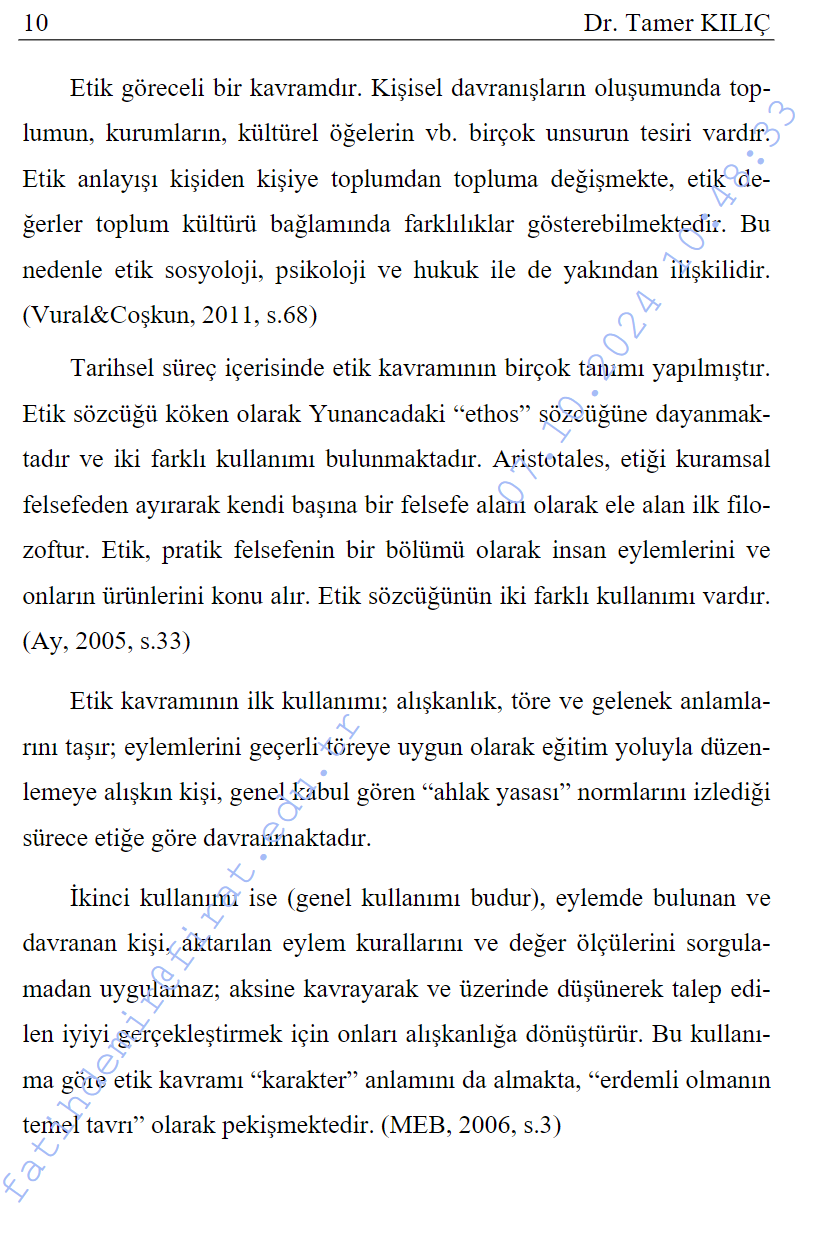 10 Dr. Tamer KILIÇ
Etik göreceli bir kavramdır. Kişisel davranışların oluşumunda top-
lumun, kurumların, kültürel öğelerin vb. birçok unsurun tesiri vardır.
Etik anlayışı kişiden kişiye toplumdan topluma değişmekte, etik de-
ğerler toplum kültürü bağlamında farklılıklar gösterebilmektedir. Bu
nedenle etik sosyoloji, psikoloji ve hukuk ile de yakından ilişkilidir.
(Vural&Coşkun, 2011, s.68)
Tarihsel süreç içerisinde etik kavramının birçok tanımı yapılmıştır.
Etik sözcüğü köken olarak Yunancadaki “ethos” sözcüğüne dayanmak-
tadır ve iki farklı kullanımı bulunmaktadır. Aristotales, etiği kuramsal
felsefeden ayırarak kendi başına bir felsefe alanı olarak ele alan ilk filo-
zoftur. Etik, pratik felsefenin bir bölümü olarak insan eylemlerini ve
onların ürünlerini konu alır. Etik sözcüğünün iki farklı kullanımı vardır.
(Ay, 2005, s.33)
Etik kavramının ilk kullanımı; alışkanlık, töre ve gelenek anlamla-
rını taşır; eylemlerini geçerli töreye uygun olarak eğitim yoluyla düzen-
lemeye alışkın kişi, genel kabul gören “ahlak yasası” normlarını izlediği
sürece etiğe göre davranmaktadır.
İkinci kullanımı ise (genel kullanımı budur), eylemde bulunan ve
davranan kişi, aktarılan eylem kurallarını ve değer ölçülerini sorgula-
madan uygulamaz; aksine kavrayarak ve üzerinde düşünerek talep edi-
len iyiyi gerçekleştirmek için onları alışkanlığa dönüştürür. Bu kullanı-
ma göre etik kavramı “karakter” anlamını da almakta, “erdemli olmanın
temel tavrı” olarak pekişmektedir. (MEB, 2006, s.3)
fatihdemir@firat.edu.tr
07.10.2024 10:48:33